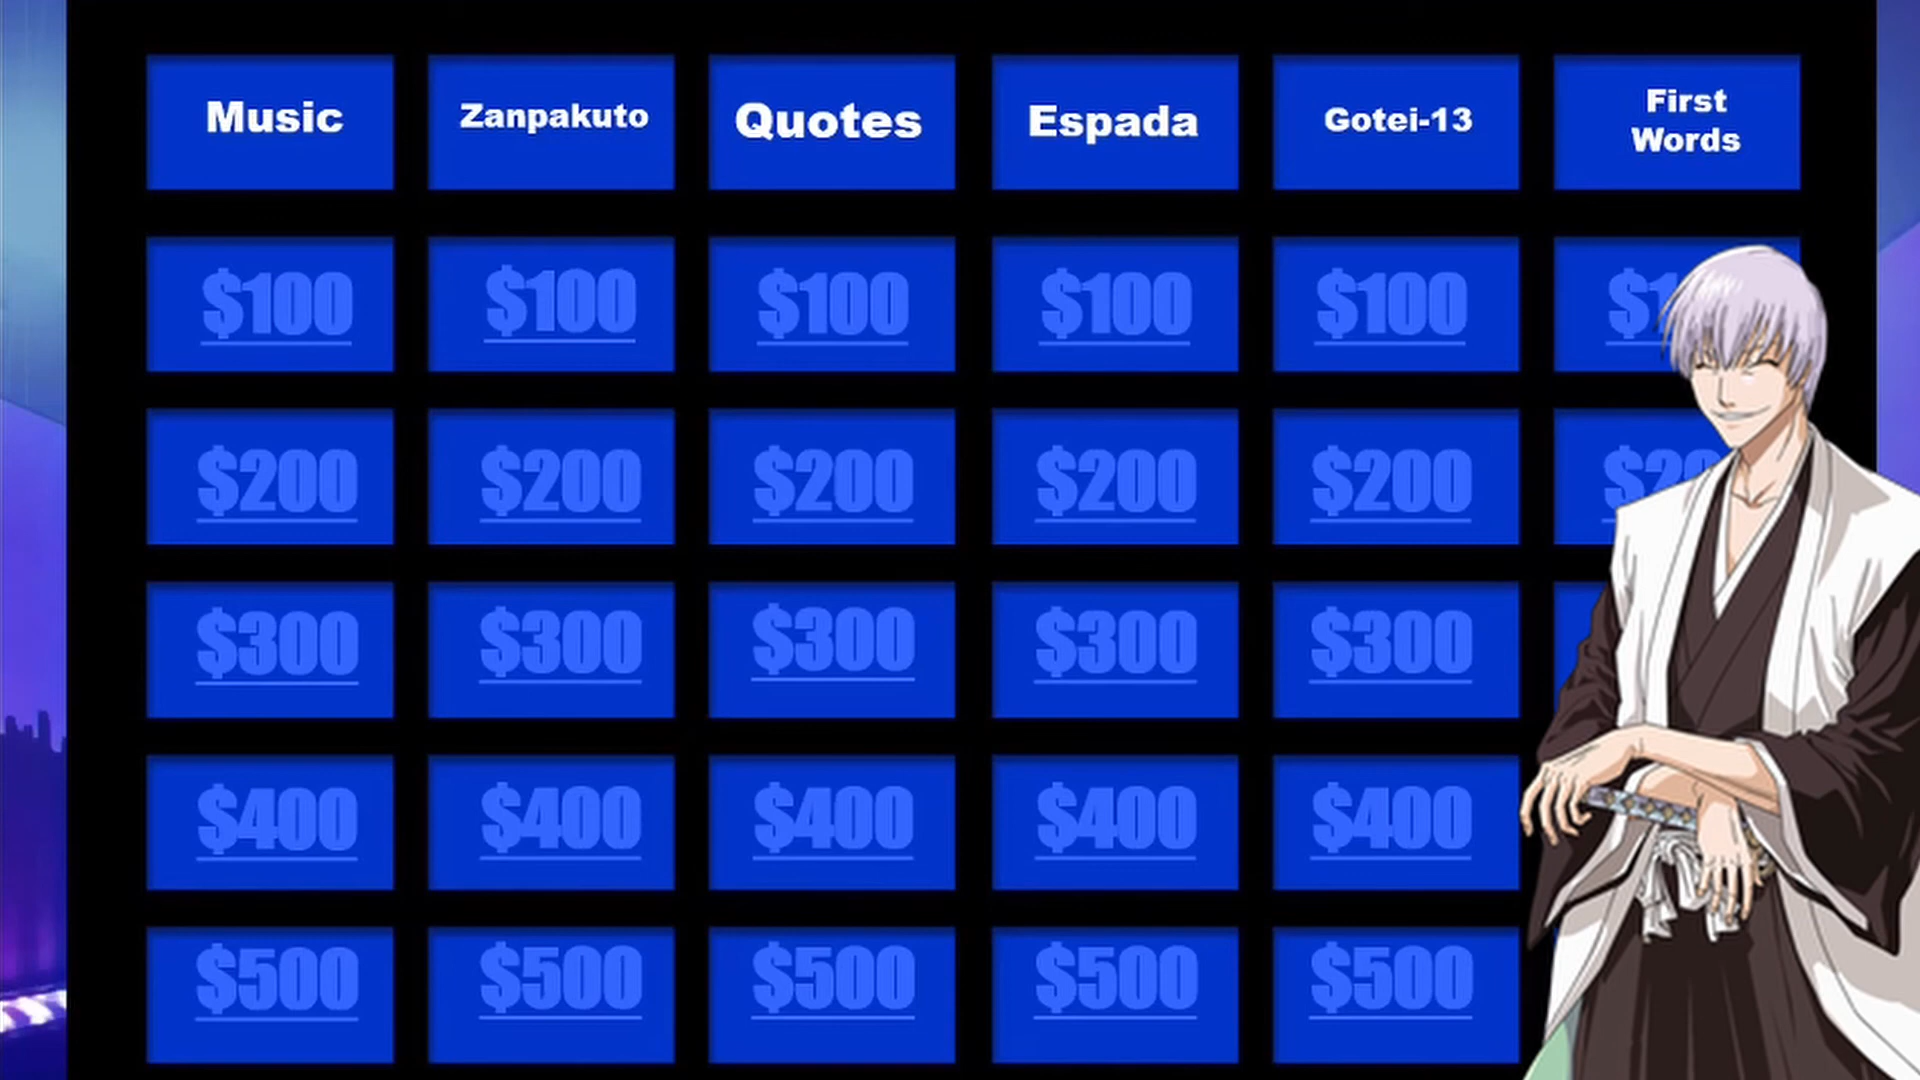 Music Zanpakuto Quotes Espada Gotei-13 First
Words
$100 $100 $100 $100 $100
$200 $200 $200 $200 $200
$300 $300 $300 $300 $300
$400 $400 $400 $400 $400
$500 $500 $500 $500 $500